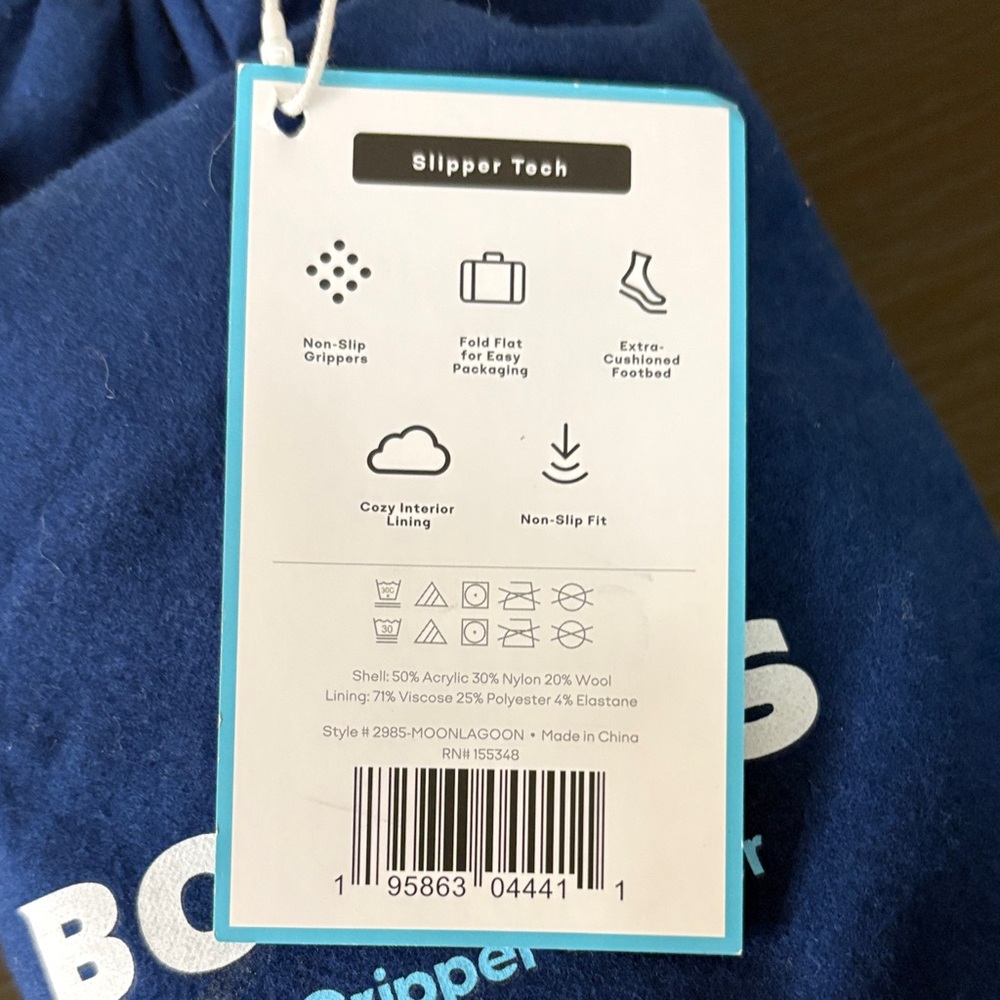 Slipper Tech
Non-Slip
Grippers
Fold Flat
for Easy
Packaging
Extra-
Cushioned
Footbed
Cozy Interior
Lining
Non-Slip Fit
30C
30
Shell: 50% Acrylic 30% Nylon 20% Wool
Lining: 71% Viscose 25% Polyester 4% Elastane
Style # 2985-MOONLAGOON • Made in China
RN# 155348
1 95863 04441 1